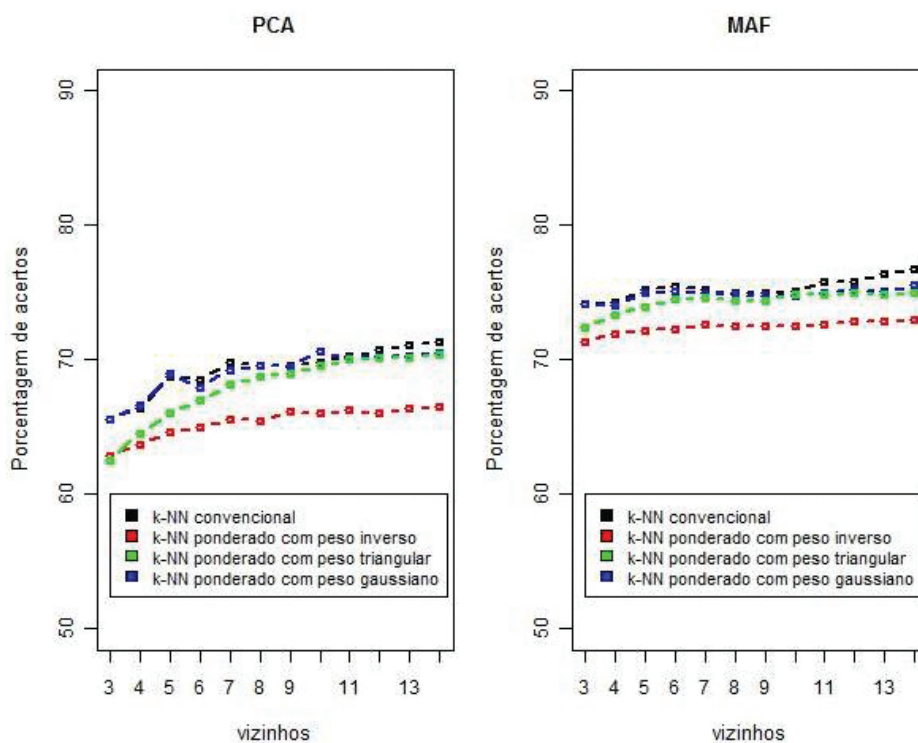 PCA
Porcentagem de acertos
90
80
70
60
50
k-NN convencional
k-NN ponderado com peso inverso
k-NN ponderado com peso triangular
k-NN ponderado com peso gaussiano
3 4 5 6 7 8 9 11 13
vizinhos
MAF
Porcentagem de acertos
90
80
70
60
50
k-NN convencional
k-NN ponderado com peso inverso
k-NN ponderado com peso triangular
k-NN ponderado com peso gaussiano
3 4 5 6 7 8 9 11 13
vizinhos